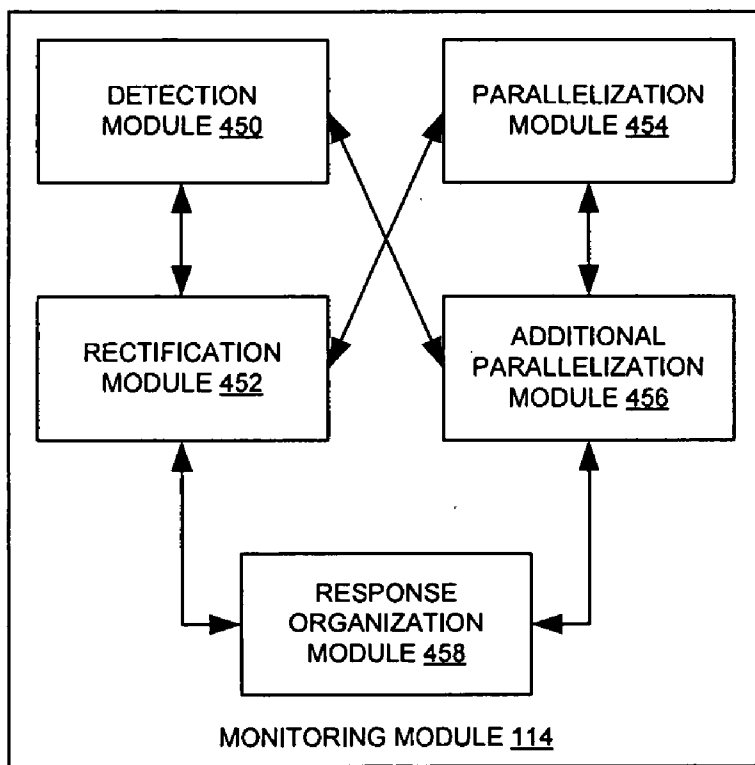 DETECTION
MODULE 450
PARALLELIZATION
MODULE 454
RECTIFICATION
MODULE 452
ADDITIONAL
PARALLELIZATION
MODULE 456
RESPONSE
ORGANIZATION
MODULE 458
MONITORING MODULE 114